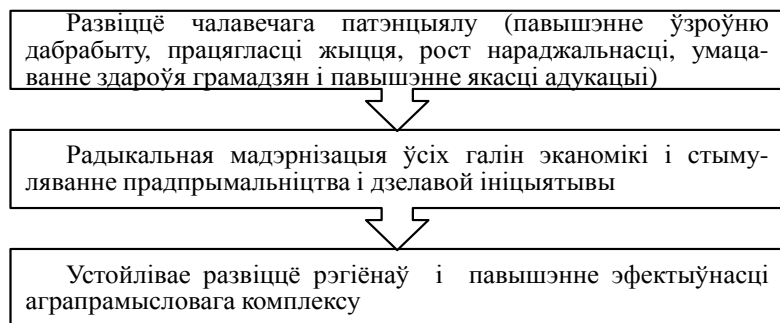 Развіццё чалавечага патэнцыялу (павышэнне ўзроўню
дабрабыту, працягласці жыцця, рост нараджальнасці, умаца-
ванне здароўя грамадзян і павышэнне якасці адукацыі)
Радыкальная мадэрнізацыя ўсіх галін эканомікі і стыму-
ляванне прадпрымальніцтва і дзелавой ініцыятывы
Устойлівае развіццё рэгіёнаў і павышэнне эфектыўнасці
аграпрамысловага комплексу